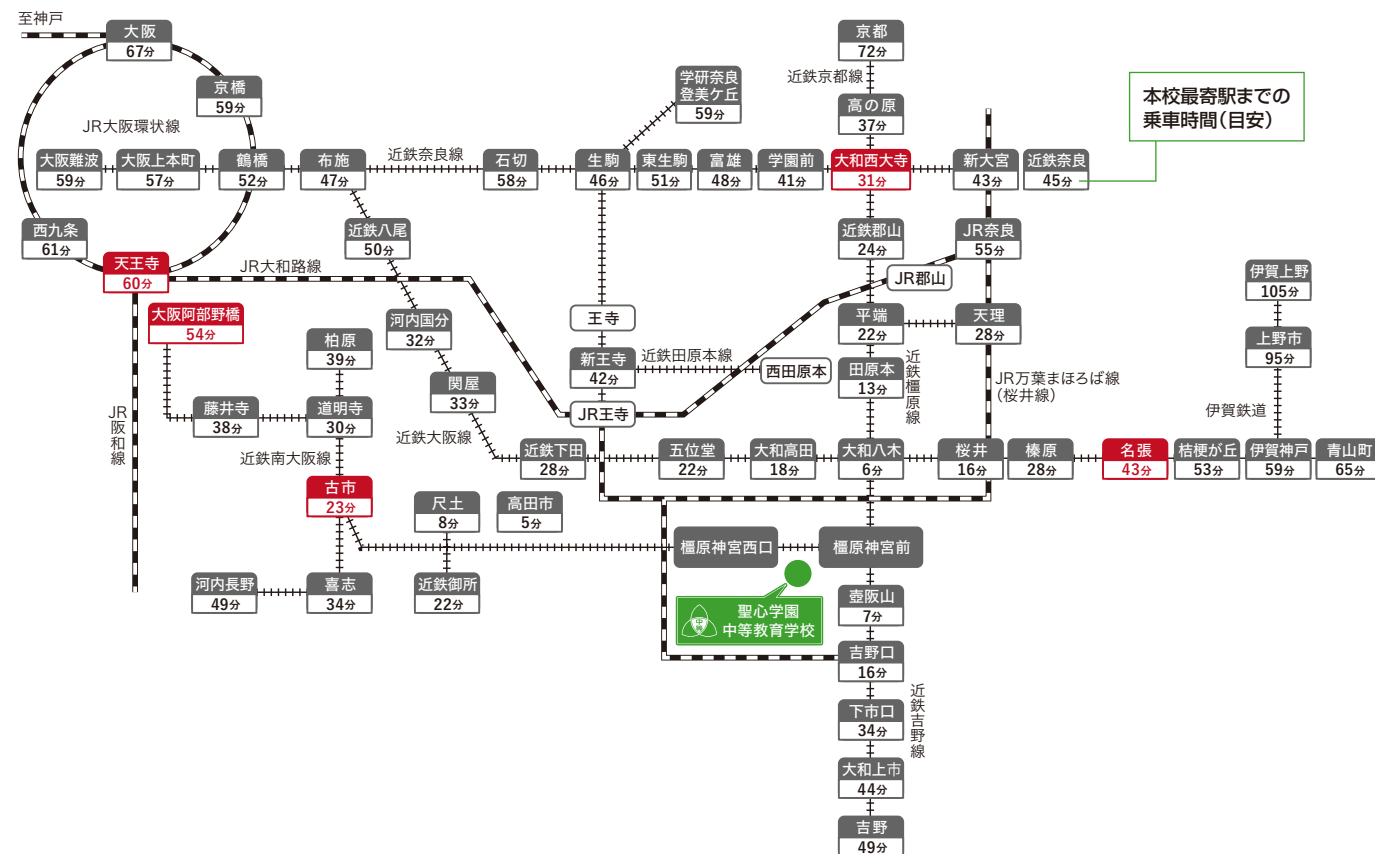 至神戸
大阪
67分
京橋
59分
JR大阪環状線
大阪難波
59分
大阪上本町
57分
鶴橋
52分
布施
47分
近鉄奈良線
石切
58分
生駒
46分
東生駒
51分
富雄
48分
学園前
41分
大和西大寺
31分
新大宮
43分
近鉄奈良
45分
学研奈良
登美ケ丘
59分
京都
72分
近鉄京都線
高の原
37分
本校最寄駅までの
乗車時間(目安)
西九条
61分
天王寺
60分
JR大和路線
近鉄八尾
50分
近鉄郡山
24分
JR奈良
55分
JR郡山
伊賀上野
105分
大阪阿部野橋
54分
柏原
39分
河内国分
32分
王寺
新王寺
42分
近鉄田原本線
西田原本
平端
22分
天理
28分
上野市
95分
田原本
13分
近鉄橿原線
JR万葉まほろば線
(桜井線)
伊賀鉄道
JR阪和線
藤井寺
38分
道明寺
30分
関屋
33分
JR王寺
近鉄大阪線
近鉄南大阪線
近鉄下田
28分
五位堂
22分
大和高田
18分
大和八木
6分
桜井
16分
榛原
28分
名張
43分
桔梗が丘
53分
伊賀神戸
59分
青山町
65分
古市
23分
尺土
8分
高田市
5分
橿原神宮西口
橿原神宮前
河内長野
49分
喜志
34分
近鉄御所
22分
聖心学園
中等教育学校
壺阪山
7分
吉野口
16分
近鉄吉野線
下市口
34分
大和上市
44分
吉野
49分